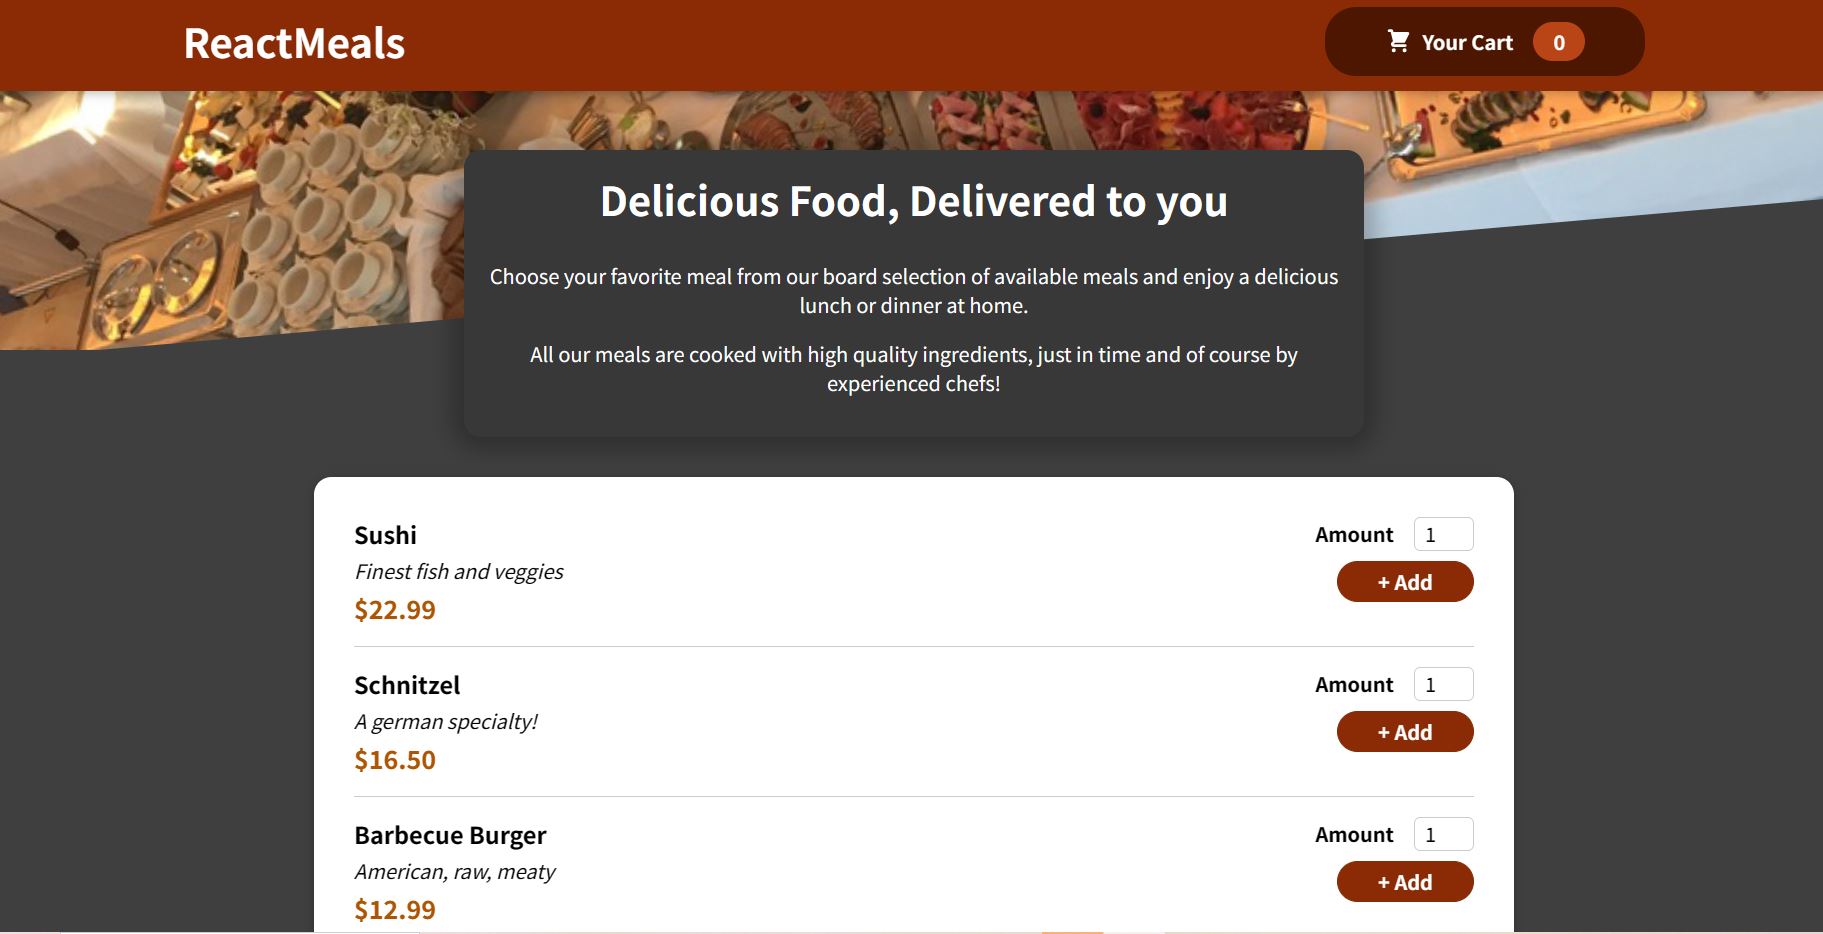 ReactMeals
Your Cart 0
Delicious Food, Delivered to you
Choose your favorite meal from our board selection of available meals and enjoy a delicious
lunch or dinner at home.
All our meals are cooked with high quality ingredients, just in time and of course by
experienced chefs!
Sushi
Finest fish and veggies
$22.99
Amount 1
+ Add
Schnitzel
A german specialty!
$16.50
Amount 1
+ Add
Barbecue Burger
American, raw, meaty
$12.99
Amount 1
+ Add